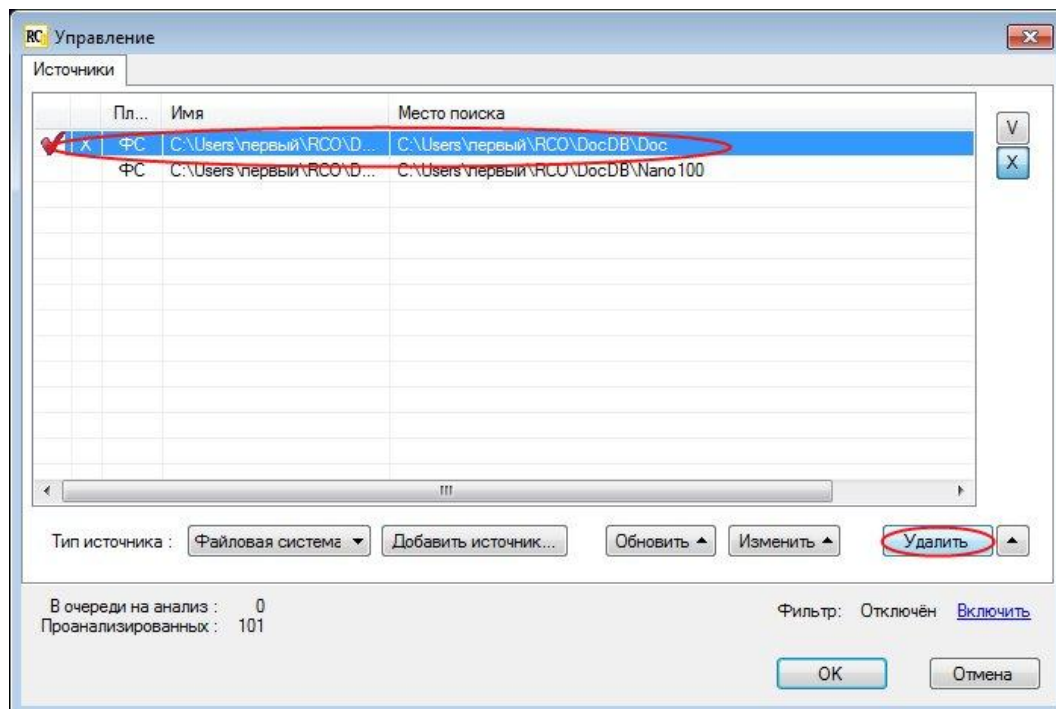 RC Управление
Источники
Пл... Имя Место поиска
X ФС C:\Users\первый\RCO\D... C:\Users\первый\RCO\DocDB\Doc
ФС C:\Users\первый\RCO\D... C:\Users\первый\RCO\DocDB\Nano100
V
X
Тип источника : Файловая система Добавить источник... Обновить Изменить Удалить
В очереди на анализ : 0
Проанализированных : 101
Фильтр: Отключён Включить
OK Отмена